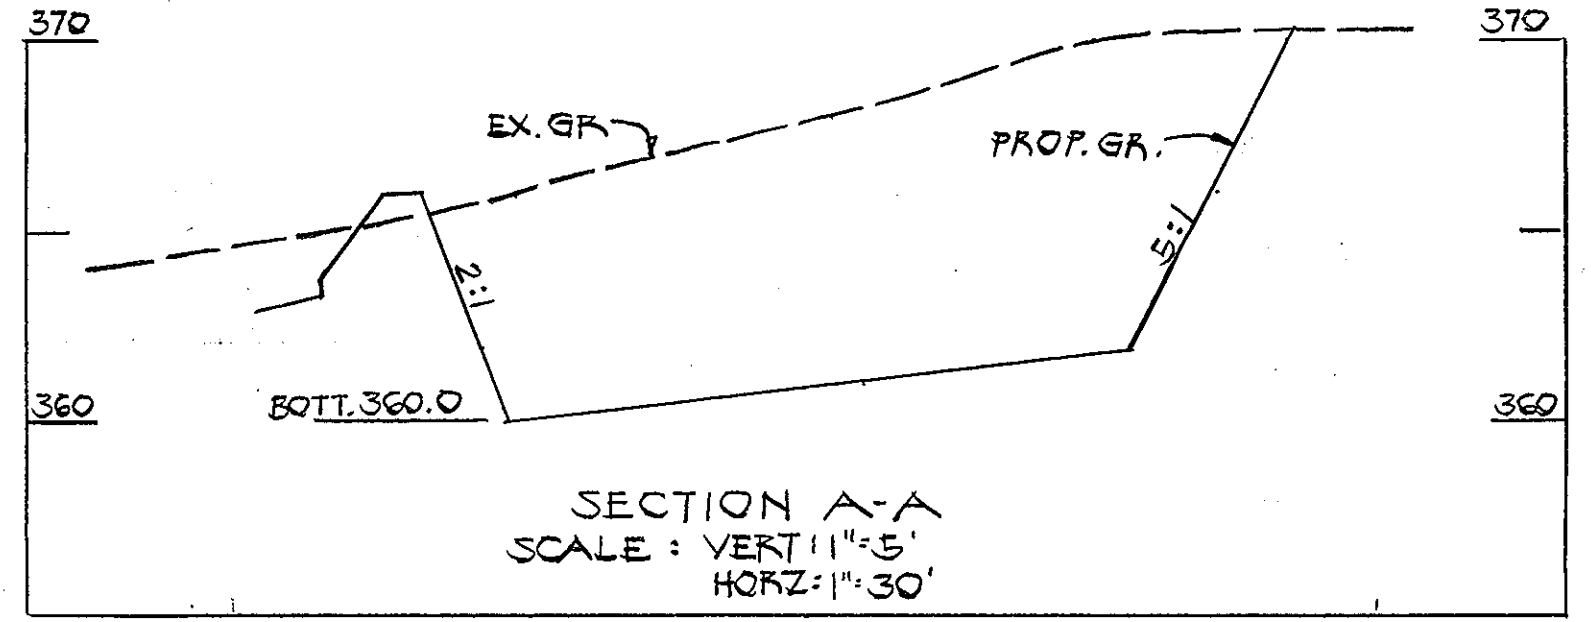 370
370
EX. GR
PROP. GR.
2:1
5:1
360
BOTT. 360.0
360
SECTION A-A
SCALE : VERT: 1"=5'
HORZ: 1"=30'